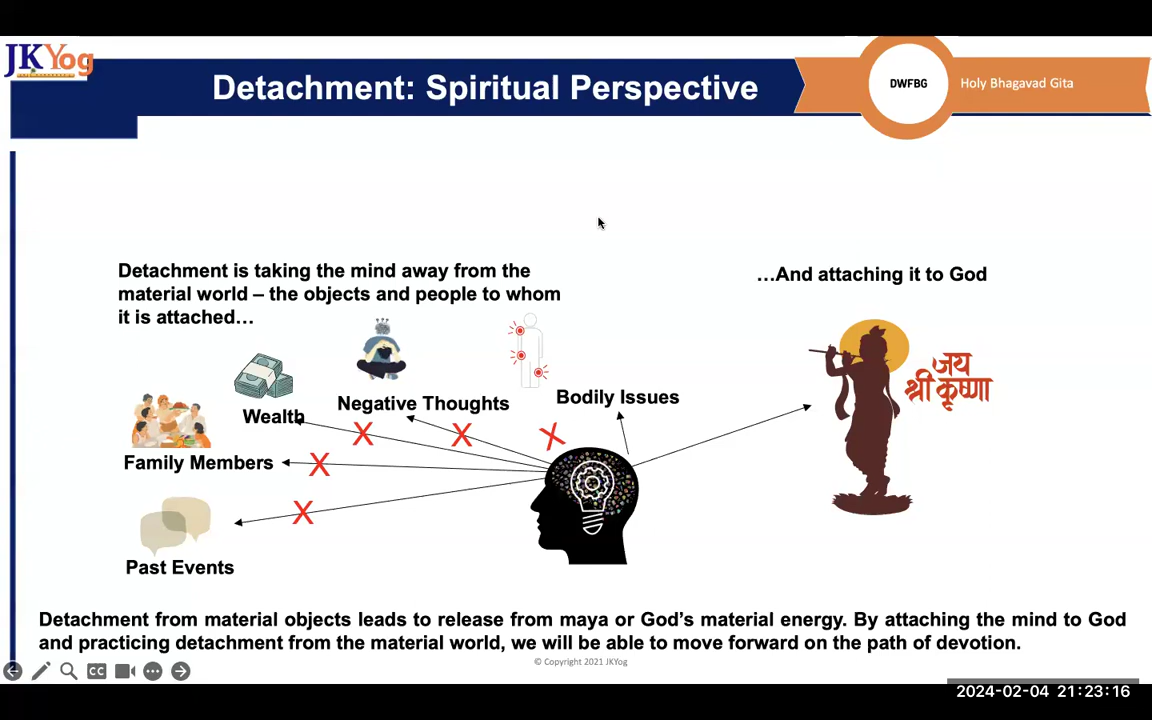 JKYog
Detachment: Spiritual Perspective
DWFBG
Holy Bhagavad Gita
Detachment is taking the mind away from the
material world – the objects and people to whom
it is attached…
…And attaching it to God
जय
श्री कृष्णा
Wealth
Negative Thoughts
Bodily Issues
Family Members
Past Events
Detachment from material objects leads to release from maya or God's material energy. By attaching the mind to God
and practicing detachment from the material world, we will be able to move forward on the path of devotion.
© Copyright 2021 JKYog
CC
2024-02-04 21:23:16